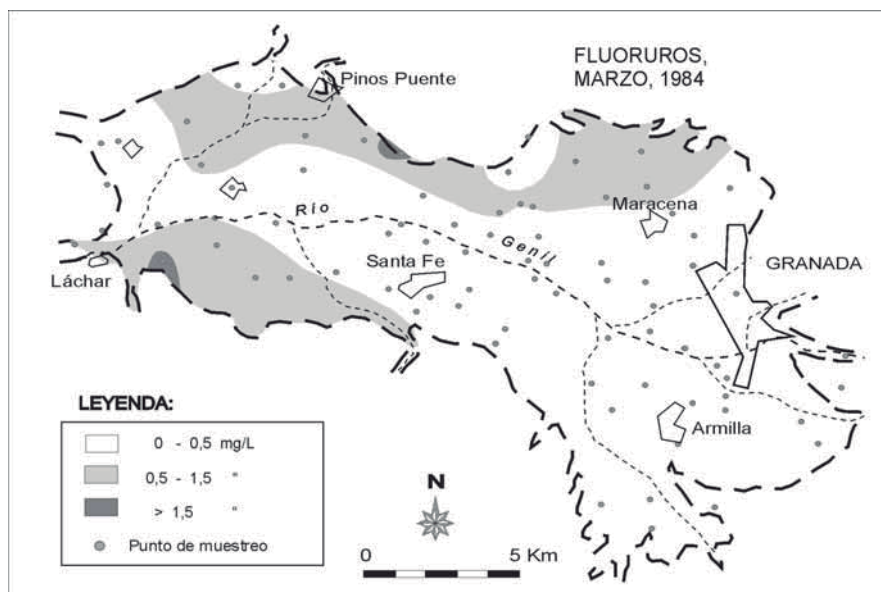 FLUORUROS,
MARZO, 1984
Pinos Puente
Maracena
Río
Genil
Santa Fe
GRANADA
Láchar
Armilla
LEYENDA:
0 - 0,5 mg/L
0,5 - 1,5 "
> 1,5 "
Punto de muestreo
N
0 5 Km